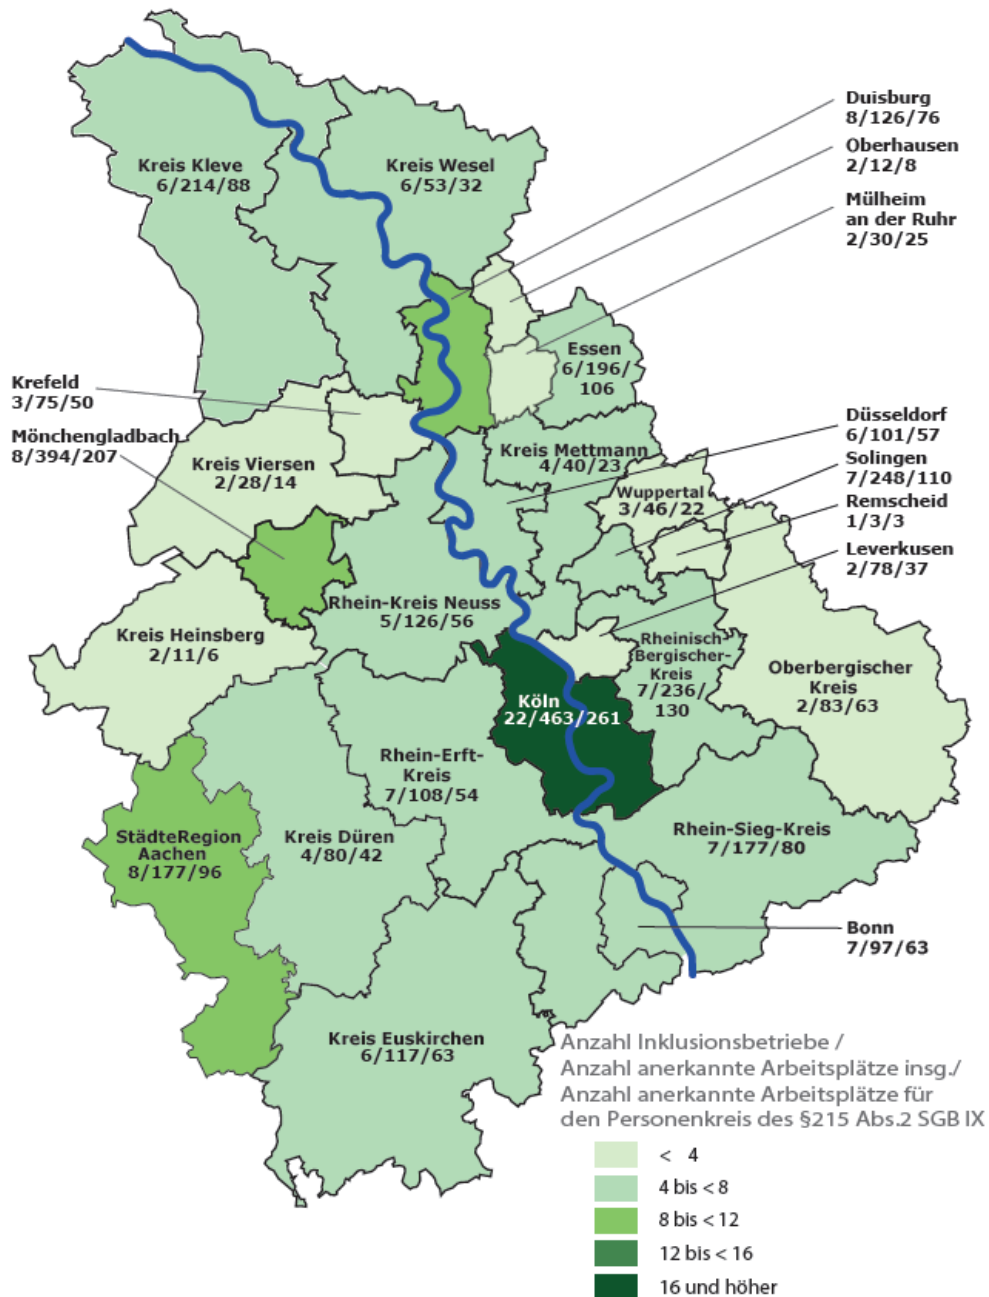 Duisburg
8/126/76
Oberhausen
2/12/8
Mülheim
an der Ruhr
2/30/25
Kreis Kleve
6/214/88
Kreis Wesel
6/53/32
Essen
6/196/
106
Krefeld
3/75/50
Mönchengladbach
8/394/207
Kreis Viersen
2/28/14
Kreis Mettmann
4/40/23
Düsseldorf
6/101/57
Solingen
7/248/110
Wuppertal
3/46/22
Remscheid
1/3/3
Leverkusen
2/78/37
Rhein-Kreis Neuss
5/126/56
Kreis Heinsberg
2/11/6
Rheinisch-
Bergischer-
Kreis
7/236/
130
Oberbergischer
Kreis
2/83/63
Köln
22/463/261
Rhein-Erft-
Kreis
7/108/54
StädteRegion
Aachen
8/177/96
Kreis Düren
4/80/42
Rhein-Sieg-Kreis
7/177/80
Bonn
7/97/63
Kreis Euskirchen
6/117/63
Anzahl Inklusionsbetriebe /
Anzahl anerkannte Arbeitsplätze insg./
Anzahl anerkannte Arbeitsplätze für
den Personenkreis des §215 Abs.2 SGB IX
< 4
4 bis < 8
8 bis < 12
12 bis < 16
16 und höher